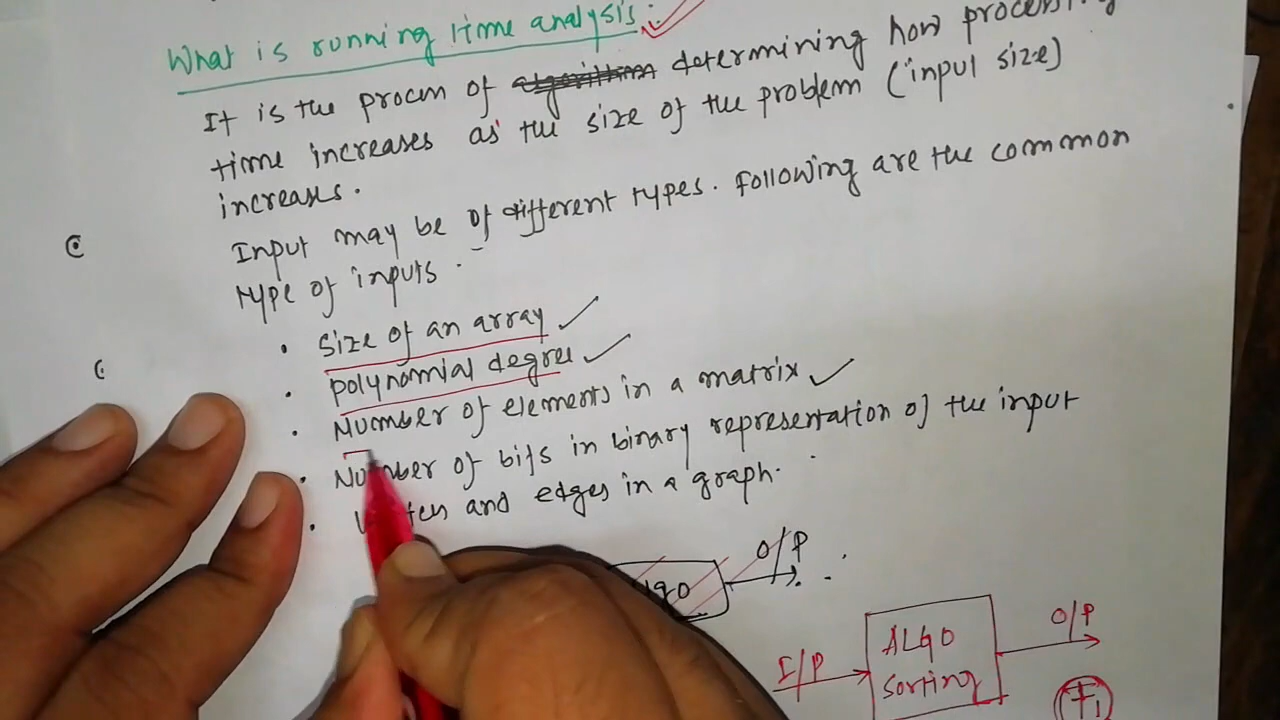 What is running time analysis.
It is the process of determining how processing
time increases as the size of the problem (input size)
increases.
Input may be of different types. Following are the common
type of inputs.
• Size of an array
• polynomial degree
• Number of elements in a matrix
• Number of bits in binary representation of the input
• and edges in a graph.
O/P
I/P
ALGO
Sorting
O/P
F1